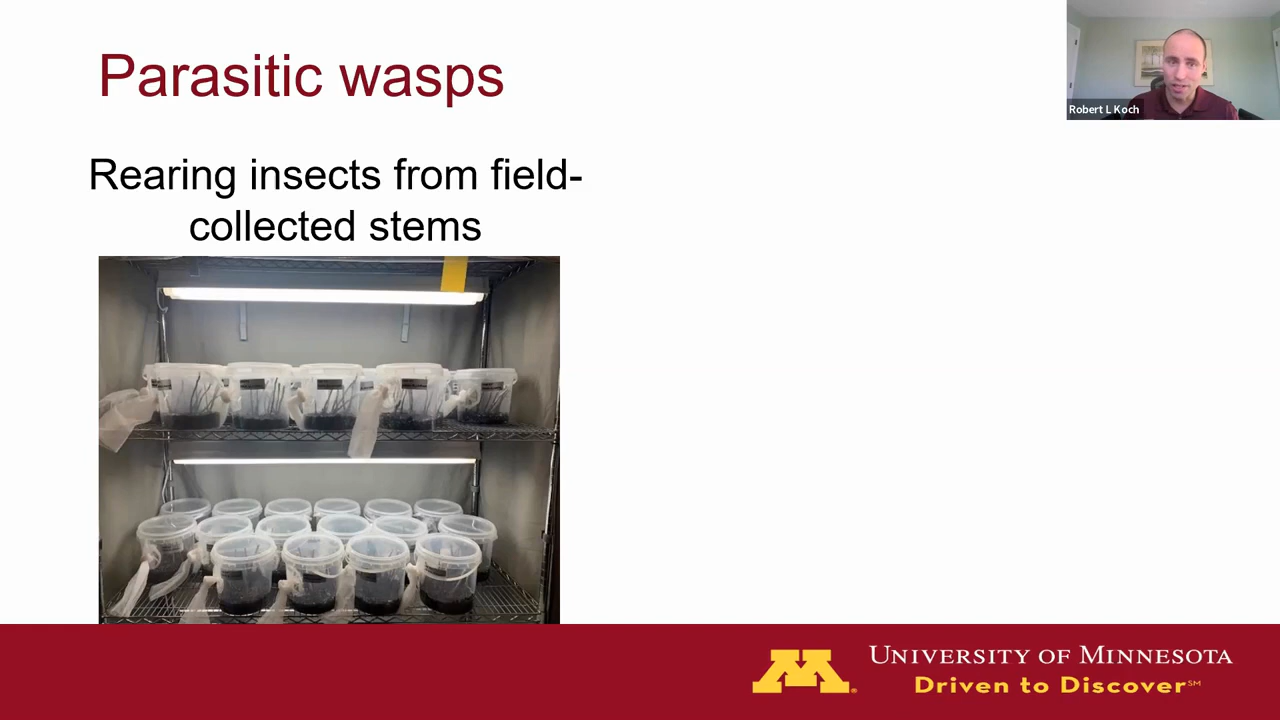 Parasitic wasps
Robert L Koch
Rearing insects from field-
collected stems
UNIVERSITY OF MINNESOTA
Driven to Discover℠